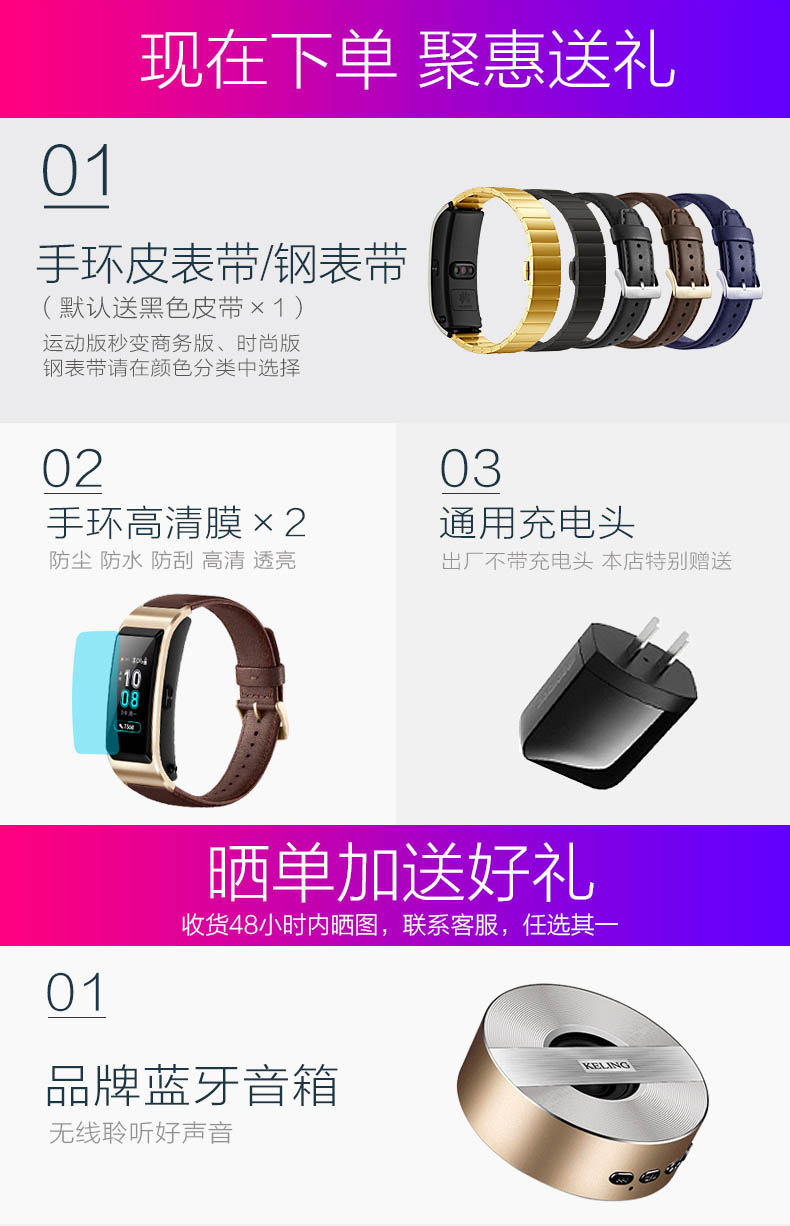 现在下单 聚惠送礼
01
手环皮表带/钢表带
（默认送黑色皮带×1）
运动版秒变商务版、时尚版
钢表带请在颜色分类中选择
02
手环高清膜×2
防尘 防水 防刮 高清 透亮
10
08
03
通用充电头
出厂不带充电头 本店特别赠送
晒单加送好礼
收货48小时内晒图，联系客服，任选其一
01
品牌蓝牙音箱
无线聆听好声音
KELING